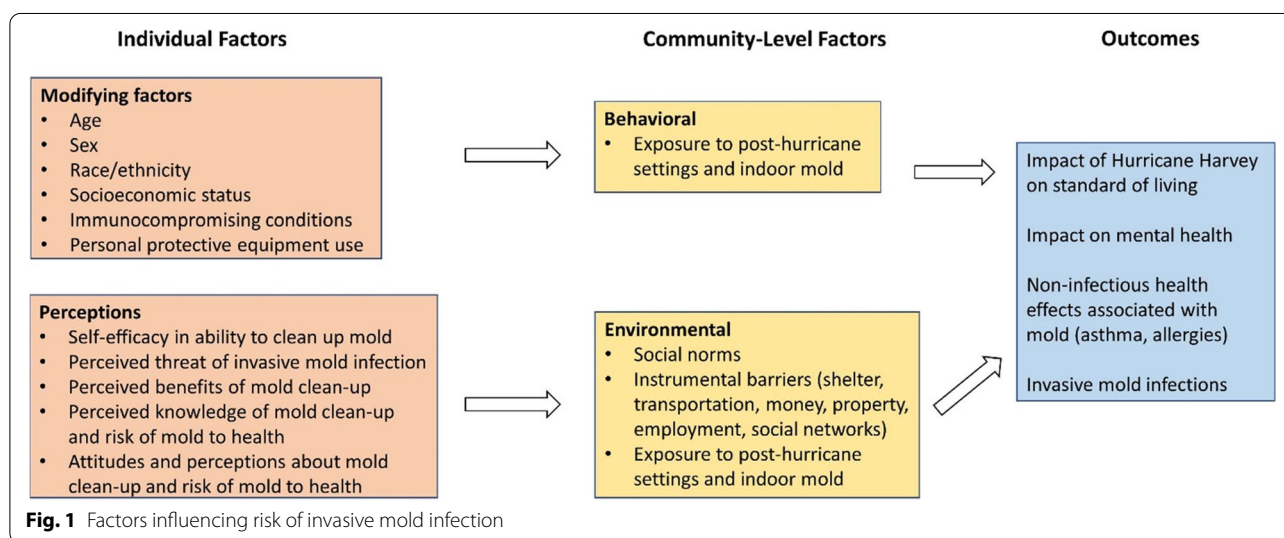 Individual Factors
Community-Level Factors
Outcomes
Modifying factors
• Age
• Sex
• Race/ethnicity
• Socioeconomic status
• Immunocompromising conditions
• Personal protective equipment use
Perceptions
• Self-efficacy in ability to clean up mold
• Perceived threat of invasive mold infection
• Perceived benefits of mold clean-up
• Perceived knowledge of mold clean-up
and risk of mold to health
• Attitudes and perceptions about mold
clean-up and risk of mold to health
Behavioral
• Exposure to post-hurricane
settings and indoor mold
Environmental
• Social norms
• Instrumental barriers (shelter,
transportation, money, property,
employment, social networks)
• Exposure to post-hurricane
settings and indoor mold
Impact of Hurricane Harvey
on standard of living
Impact on mental health
Non-infectious health
effects associated with
mold (asthma, allergies)
Invasive mold infections
Fig. 1 Factors influencing risk of invasive mold infection